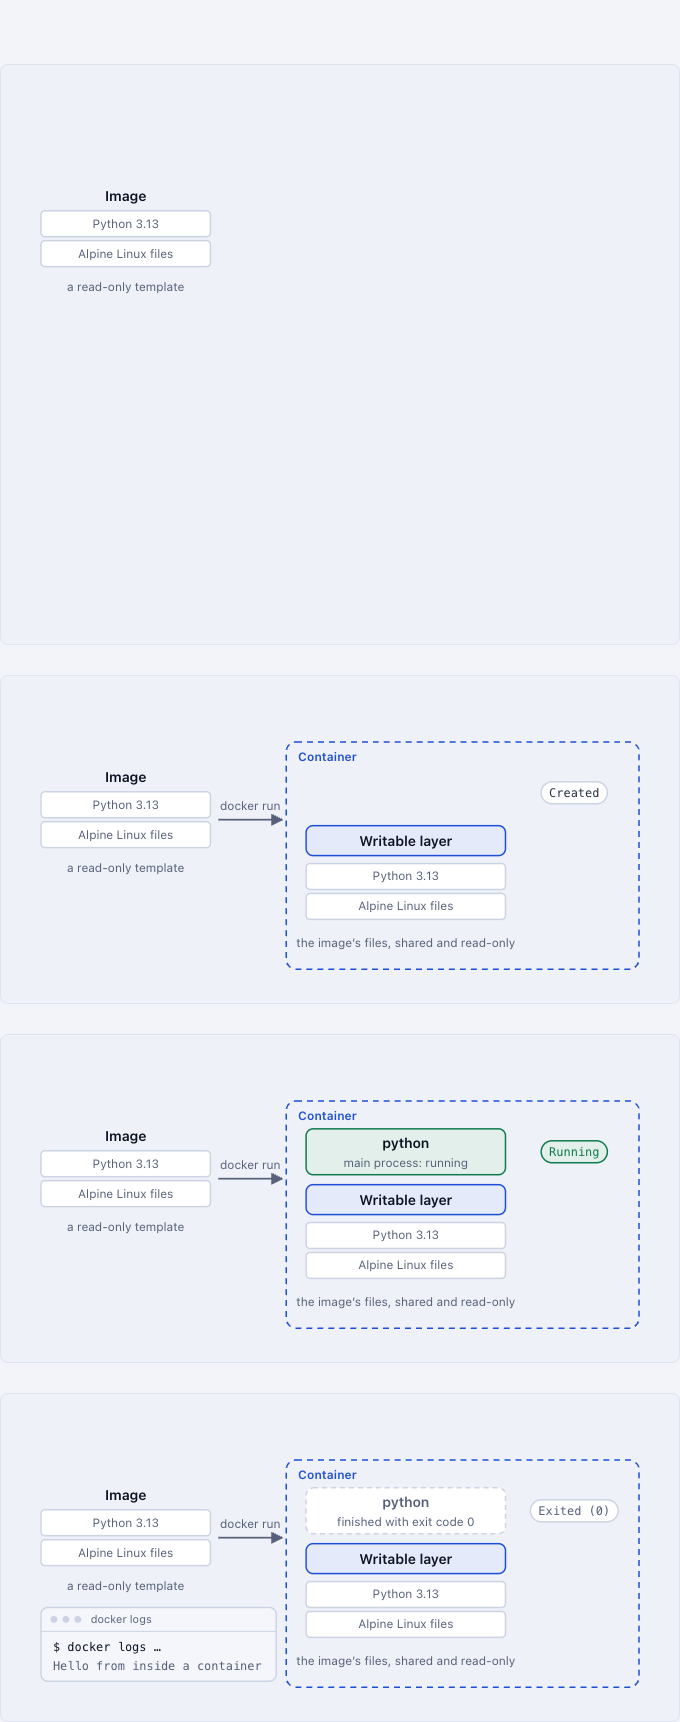 Image
Python 3.13
Alpine Linux files
a read-only template
Container
Image
Created
Python 3.13
docker run
Alpine Linux files
Writable layer
a read-only template
Python 3.13
Alpine Linux files
the image's files, shared and read-only
Container
Image
python
Running
main process: running
Python 3.13
docker run
Alpine Linux files
Writable layer
a read-only template
Python 3.13
Alpine Linux files
the image's files, shared and read-only
Container
Image
python
Exited (0)
finished with exit code 0
Python 3.13
docker run
Alpine Linux files
Writable layer
a read-only template
Python 3.13
docker logs
Alpine Linux files
$ docker logs …
Hello from inside a container
the image's files, shared and read-only